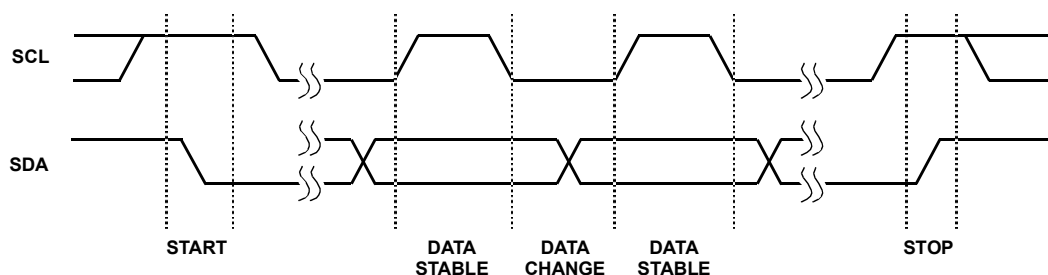 SCL
SDA
START
DATA
STABLE
DATA
CHANGE
DATA
STABLE
STOP